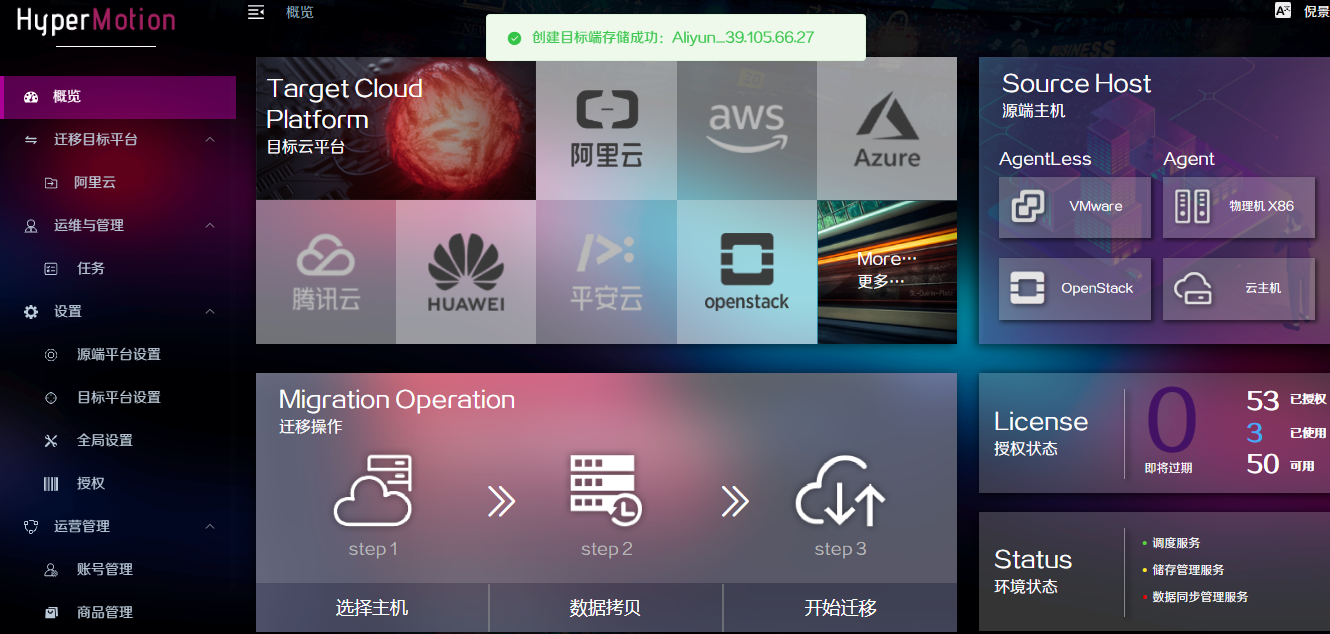 HyperMotion
概览
倪景
创建目标端存储成功：Aliyun_39.105.66.27
概览
迁移目标平台
阿里云
运维与管理
任务
设置
源端平台设置
目标平台设置
全局设置
授权
运营管理
账号管理
商品管理
Target Cloud
Platform
目标云平台
阿里云
aws
Azure
腾讯云
HUAWEI
平安云
openstack
More···
更多···
Source Host
源端主机
AgentLess
Agent
VMware
物理机 X86
OpenStack
云主机
Migration Operation
迁移操作
step 1
step 2
step 3
选择主机
数据拷贝
开始迁移
License
授权状态
0
即将过期
53 已授权
3 已使用
50 可用
Status
环境状态
调度服务
储存管理服务
数据同步管理服务